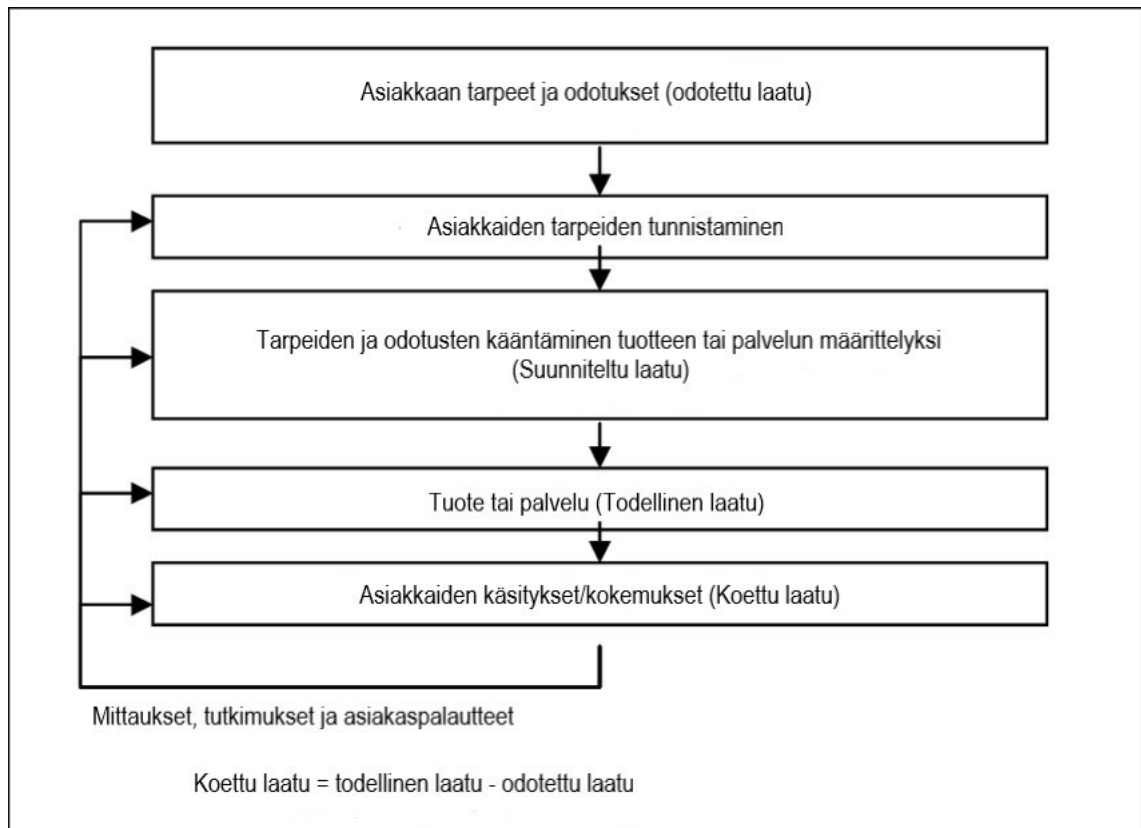 Asiakkaan tarpeet ja odotukset (odotettu laatu)
Asiakkaiden tarpeiden tunnistaminen
Tarpeiden ja odotusten kääntäminen tuotteen tai palvelun määrittelyksi
(Suunniteltu laatu)
Tuote tai palvelu (Todellinen laatu)
Asiakkaiden käsitykset/kokemukset (Koettu laatu)
Mittaukset, tutkimukset ja asiakaspalautteet
Koettu laatu = todellinen laatu - odotettu laatu